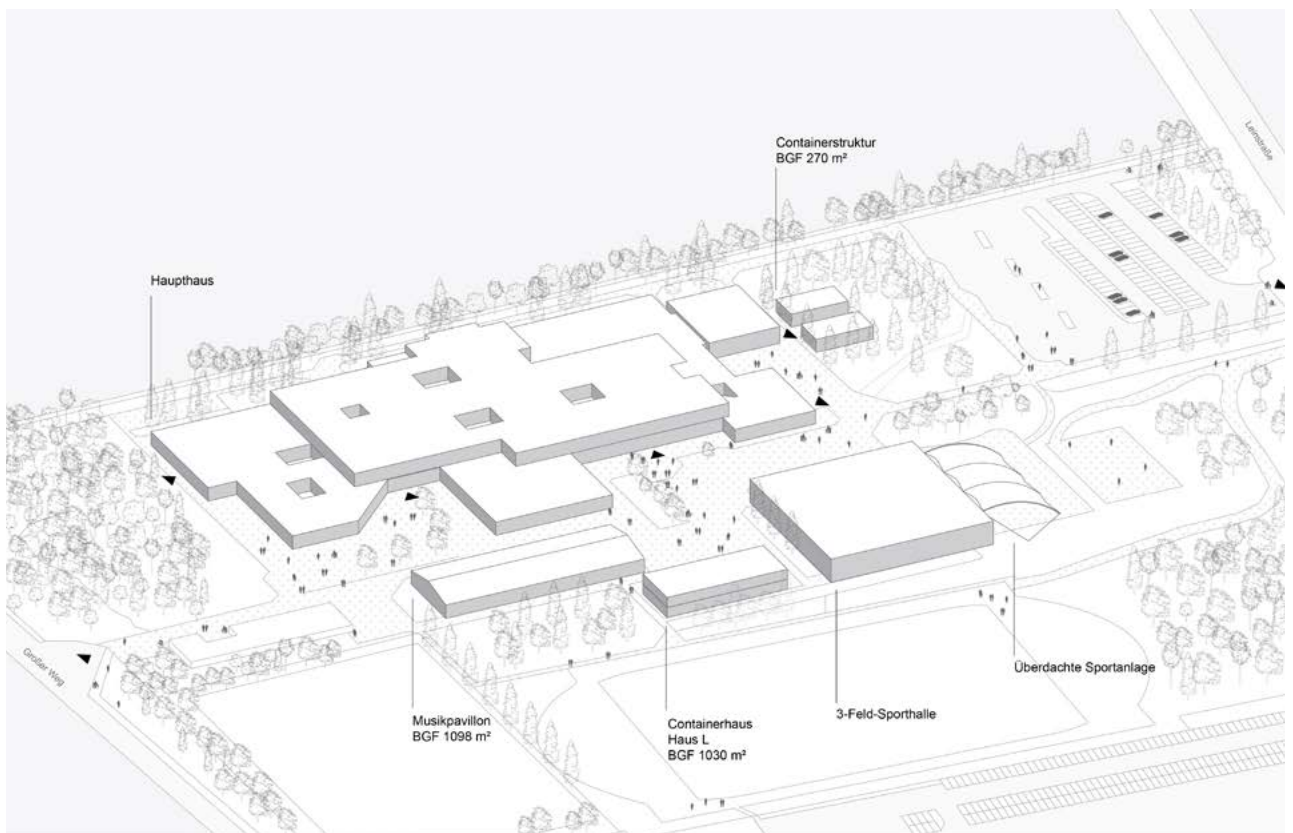 Leinstraße
Containerstruktur
BGF 270 m²
Haupthaus
Großer Weg
Musikpavillon
BGF 1098 m²
Containerhaus
Haus L
BGF 1030 m²
3-Feld-Sporthalle
Überdachte Sportanlage